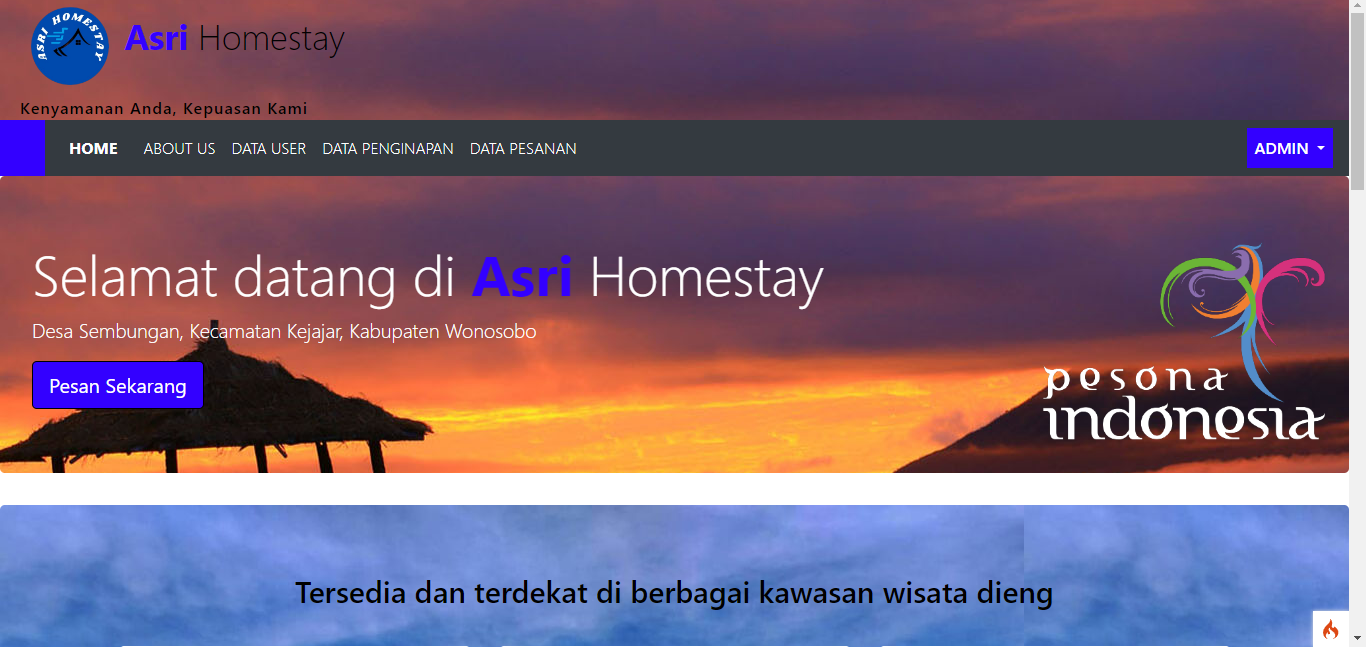 ASRI HOMESTAY
Asri Homestay
Kenyamanan Anda, Kepuasan Kami
HOME ABOUT US DATA USER DATA PENGINAPAN DATA PESANAN ADMIN
Selamat datang di Asri Homestay
Desa Sembungan, Kecamatan Kejajar, Kabupaten Wonosobo
Pesan Sekarang
pesona
indonesia
Tersedia dan terdekat di berbagai kawasan wisata dieng